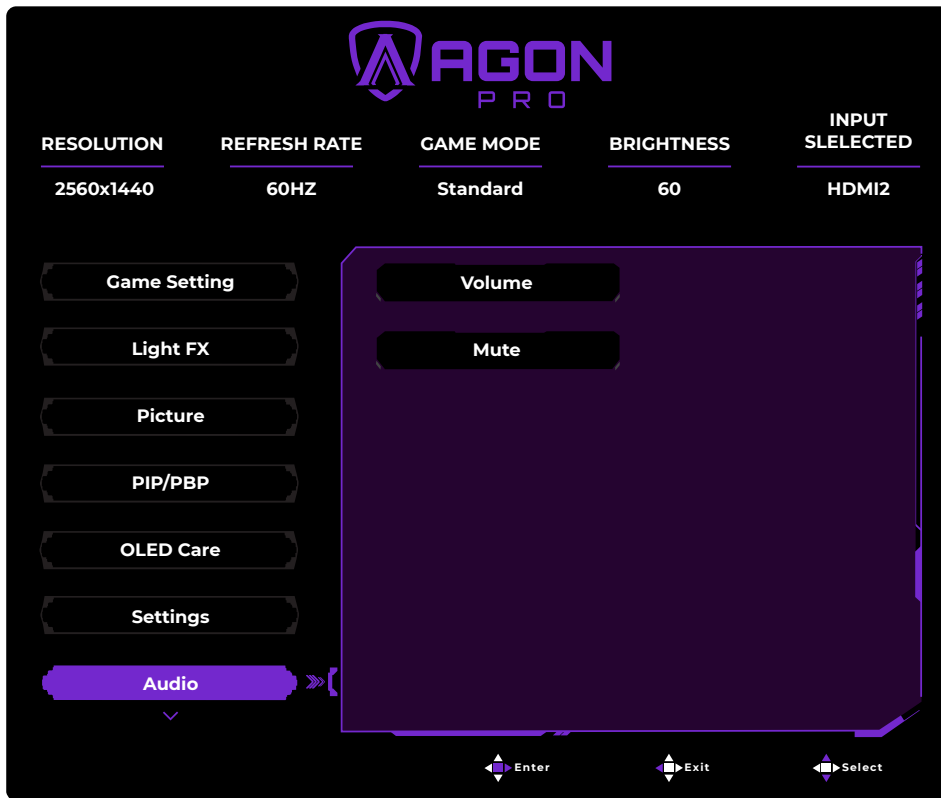 AGON
PRO
RESOLUTION
REFRESH RATE
GAME MODE
BRIGHTNESS
INPUT
SLELECTED
2560x1440
60HZ
Standard
60
HDMI2
Game Setting
Volume
Light FX
Mute
Picture
PIP/PBP
OLED Care
Settings
Audio
Enter
Exit
Select